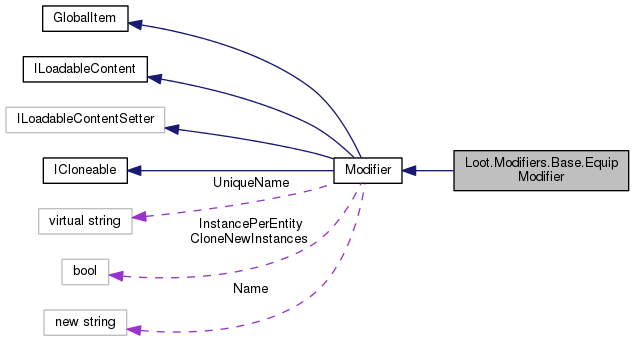 GlobalItem
ILoadableContent
ILoadableContentSetter
ICloneable
Modifier
Loot.Modifiers.Base.Equip
Modifier
UniqueName
virtual string
InstancePerEntity
CloneNewInstances
bool
Name
new string